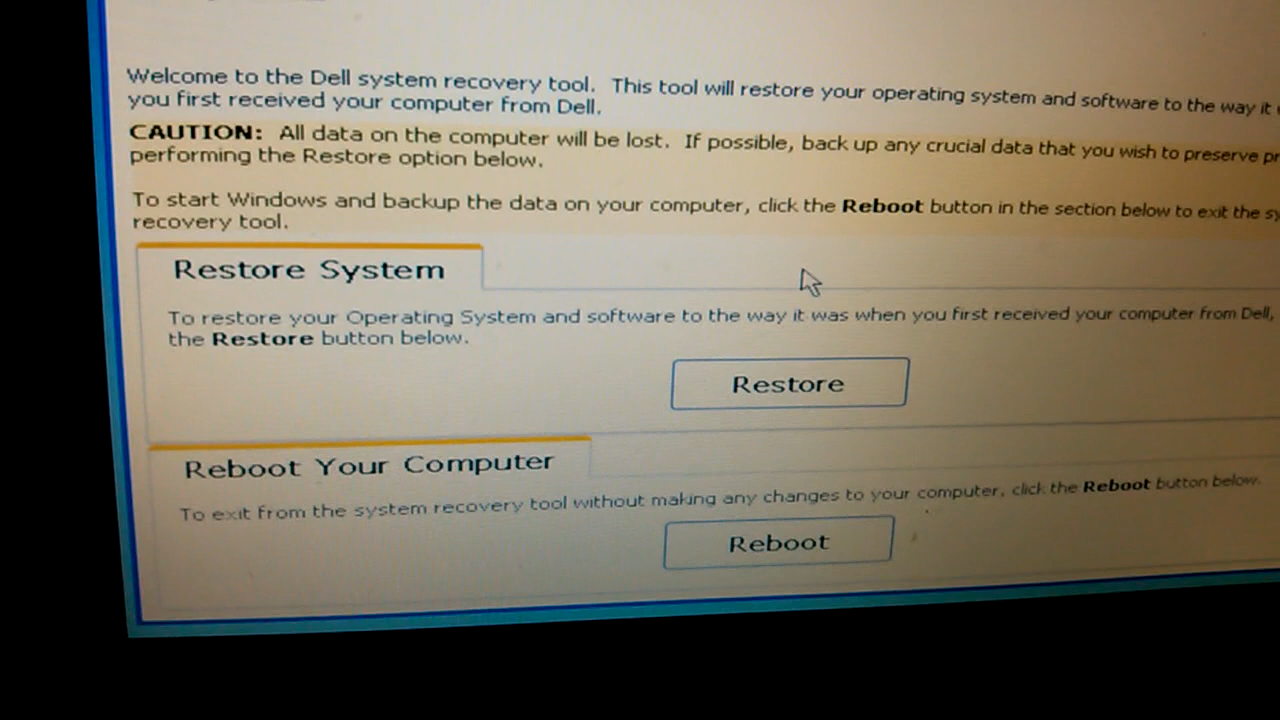 Welcome to the Dell system recovery tool. This tool will restore your operating system and software to the way it
you first received your computer from Dell.
CAUTION: All data on the computer will be lost. If possible, back up any crucial data that you wish to preserve
performing the Restore option below.
To start Windows and backup the data on your computer, click the Reboot button in the section below to exit the
recovery tool.
Restore System
To restore your Operating System and software to the way it was when you first received your computer from Dell,
the Restore button below.
Restore
Reboot Your Computer
To exit from the system recovery tool without making any changes to your computer, click the Reboot button below.
Reboot